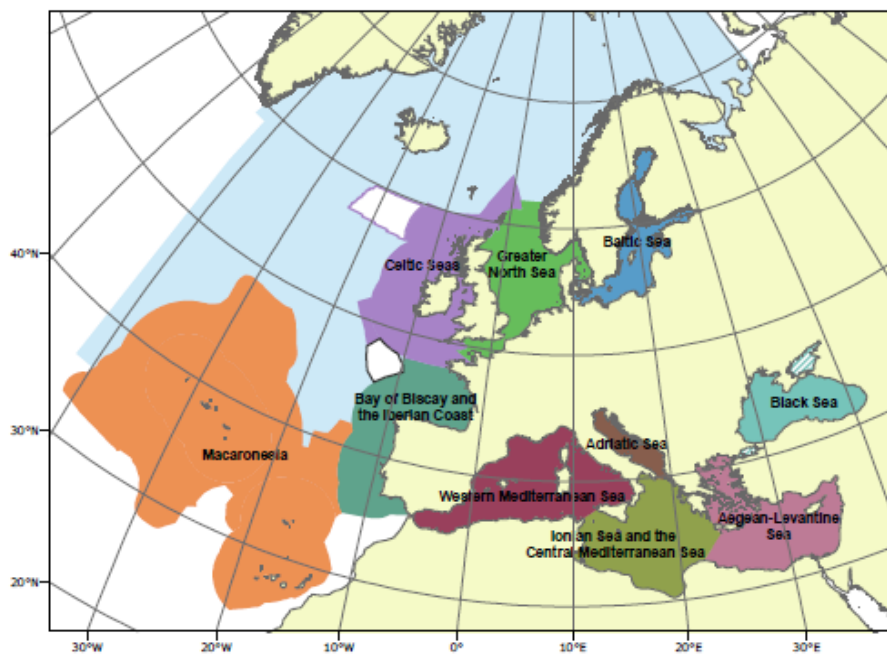 Celtic Seas
Greater
North Sea
Baltic Sea
40°N
Bay of Biscay and
the Iberian Coast
Black Sea
30°N
Macaronesia
Adriatic Sea
Western Mediterranean Sea
Ionian Sea and the
Central Mediterranean Sea
Aegean-Levantine
Sea
20°N
30°W
20°W
10°W
0°
10°E
20°E
30°E